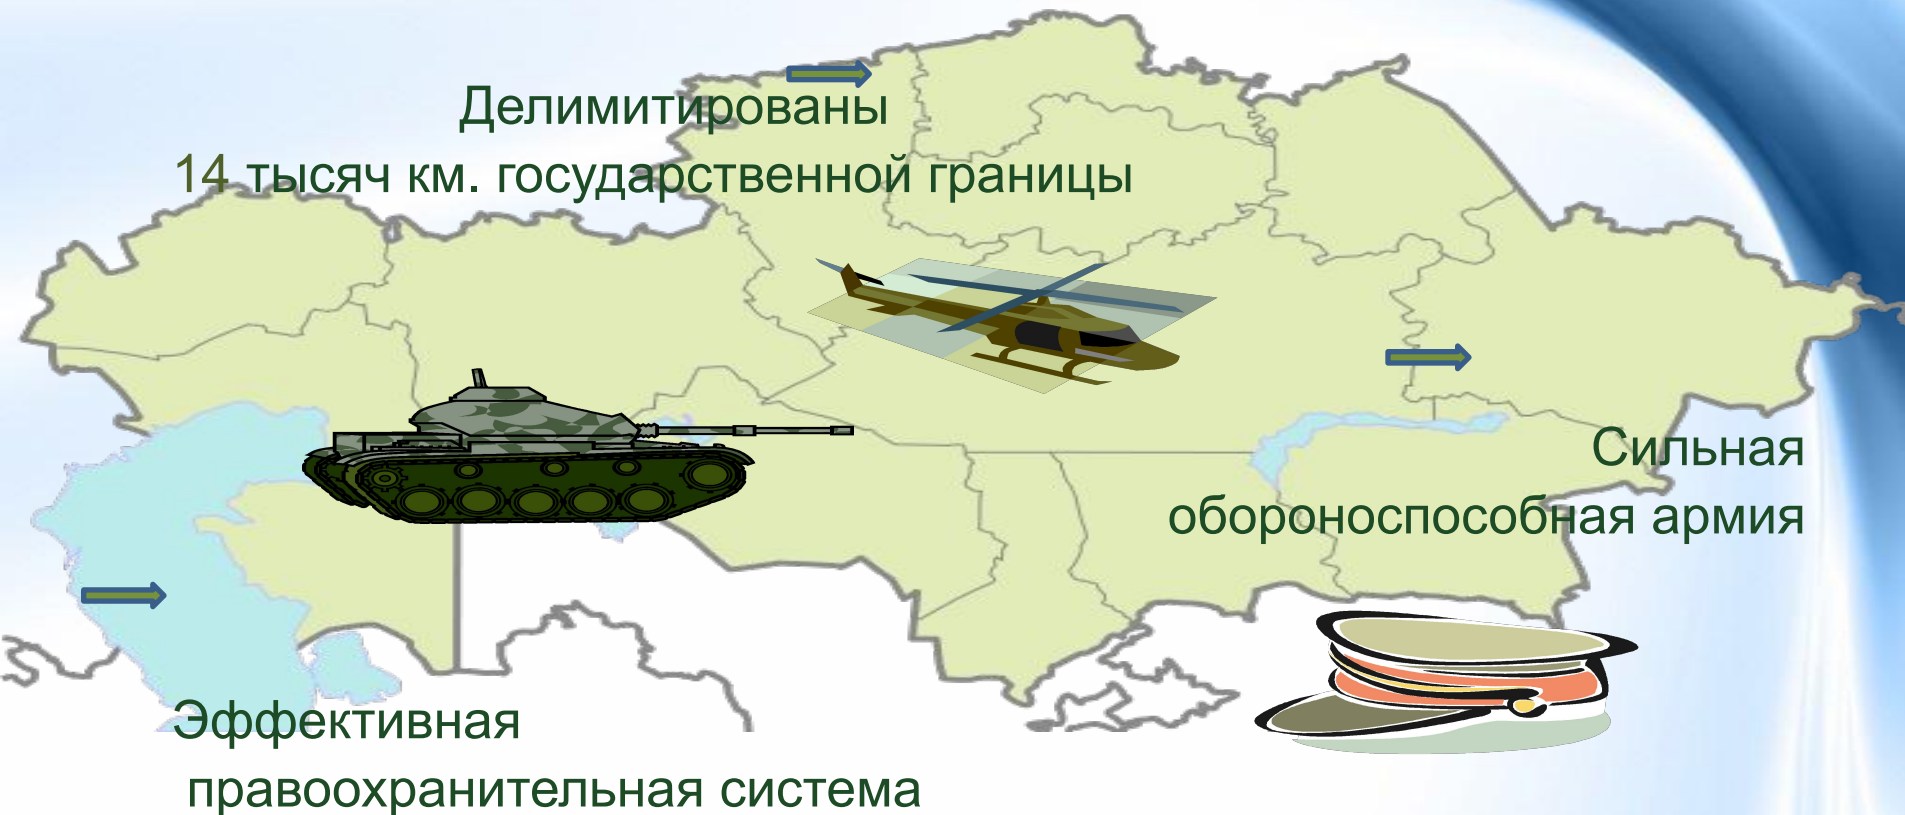 Делимитированы
14 тысяч км. государственной границы
Сильная
обороноспособная армия
Эффективная
правоохранительная система